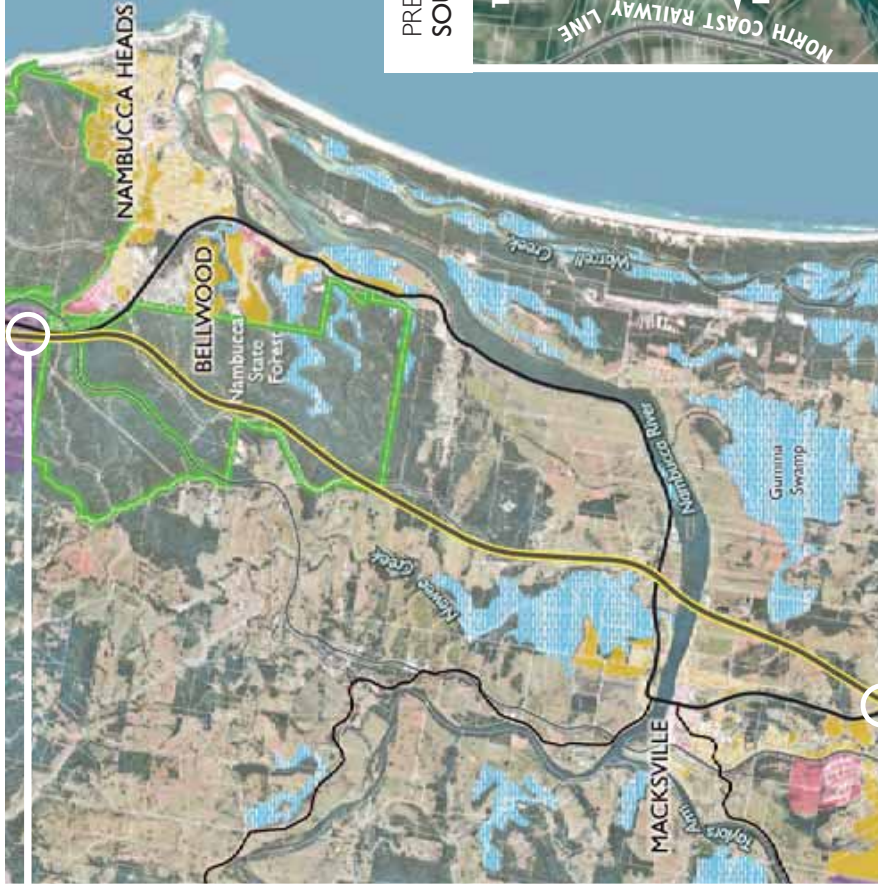 NAMBUCCA HEADS
PRE
SOU
NORTH COAST RAILWAY LINE
BELLWOOD
Nambucca
State
Forest
Warrell
Creek
Nambucca River
Gumma
Swamp
Newee Creek
MACKSVILLE
Taylors
Arm